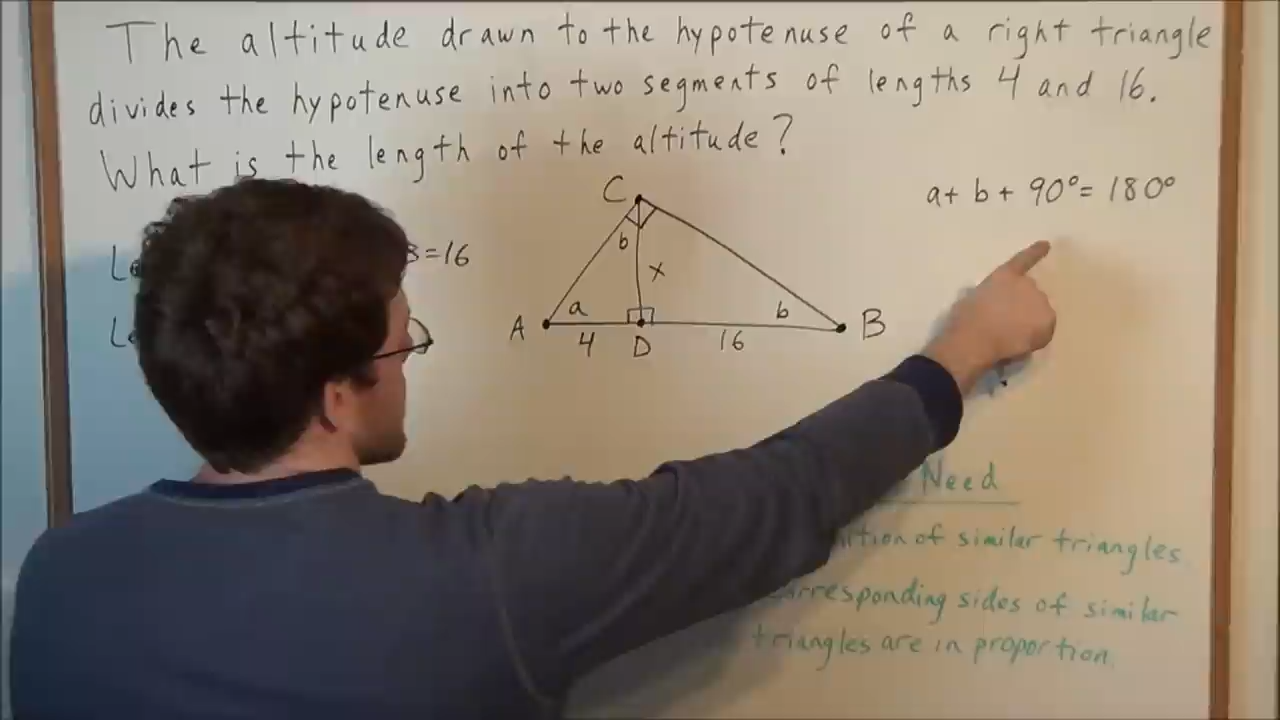 The altitude drawn to the hypotenuse of a right triangle
divides the hypotenuse into two segments of lengths 4 and 16.
What is the length of the altitude?
C
a + b + 90° = 180°
b
=16
x
a
b
A
B
4
D
16
Need
of similar triangles.
corresponding sides of similar
triangles are in proportion.